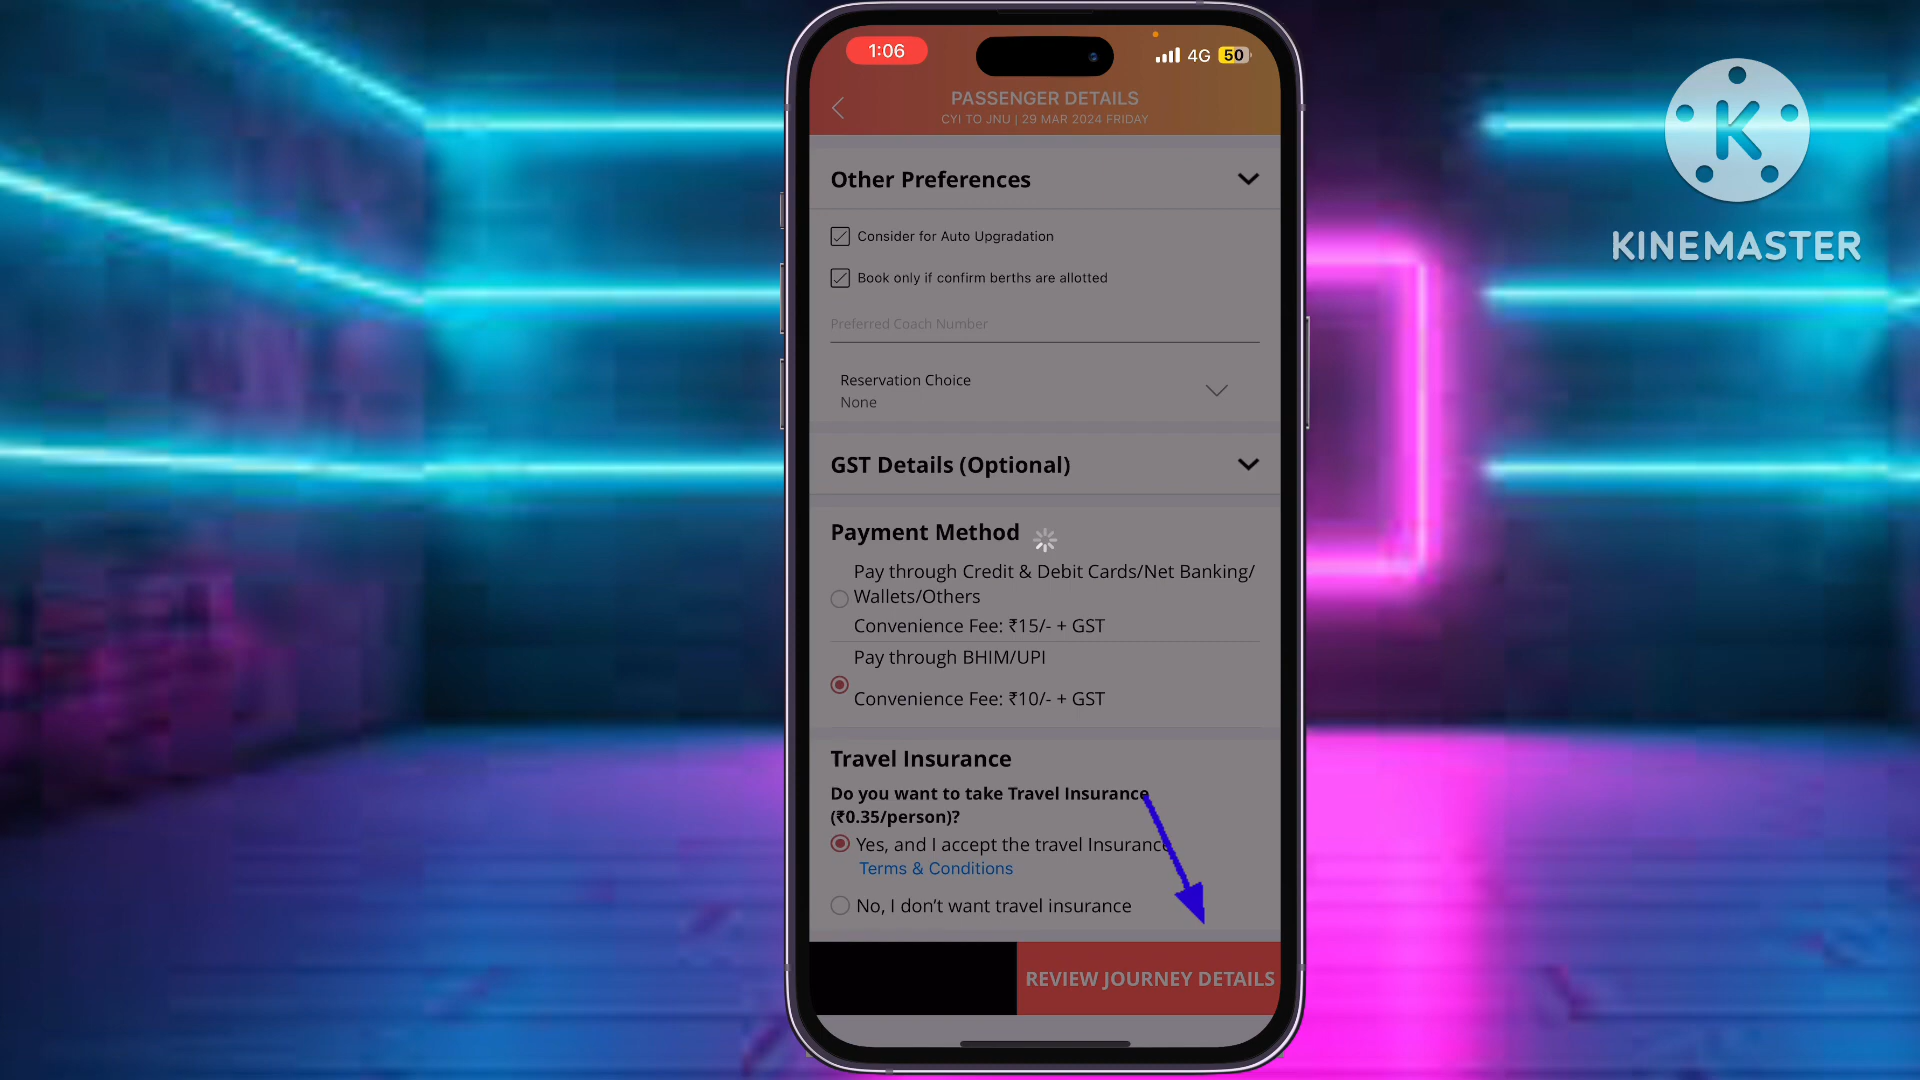 1:06
4G 50
PASSENGER DETAILS
CYI TO JNU | 29 MAR 2024 FRIDAY
Other Preferences
Consider for Auto Upgradation
Book only if confirm berths are allotted
Preferred Coach Number
Reservation Choice
None
GST Details (Optional)
Payment Method
Pay through Credit & Debit Cards/Net Banking/
Wallets/Others
Convenience Fee: ₹15/- + GST
Pay through BHIM/UPI
Convenience Fee: ₹10/- + GST
Travel Insurance
Do you want to take Travel Insurance
(₹0.35/person)?
Yes, and I accept the travel Insurance
Terms & Conditions
No, I don't want travel insurance
REVIEW JOURNEY DETAILS
K
KINEMASTER